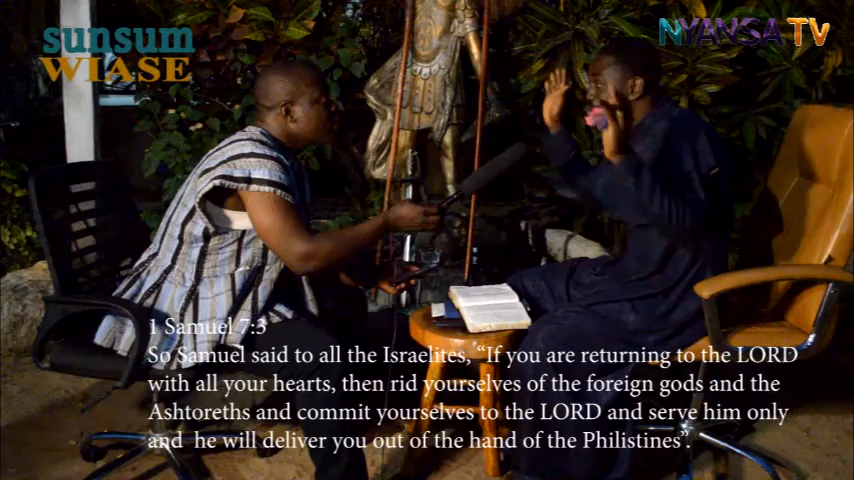 sunsum
WIASE
NYANSA TV
1 Samuel 7:3
So Samuel said to all the Israelites, “If you are returning to the LORD
with all your hearts, then rid yourselves of the foreign gods and the
Ashtoreths and commit yourselves to the LORD and serve him only
and  he will deliver you out of the hand of the Philistines”.